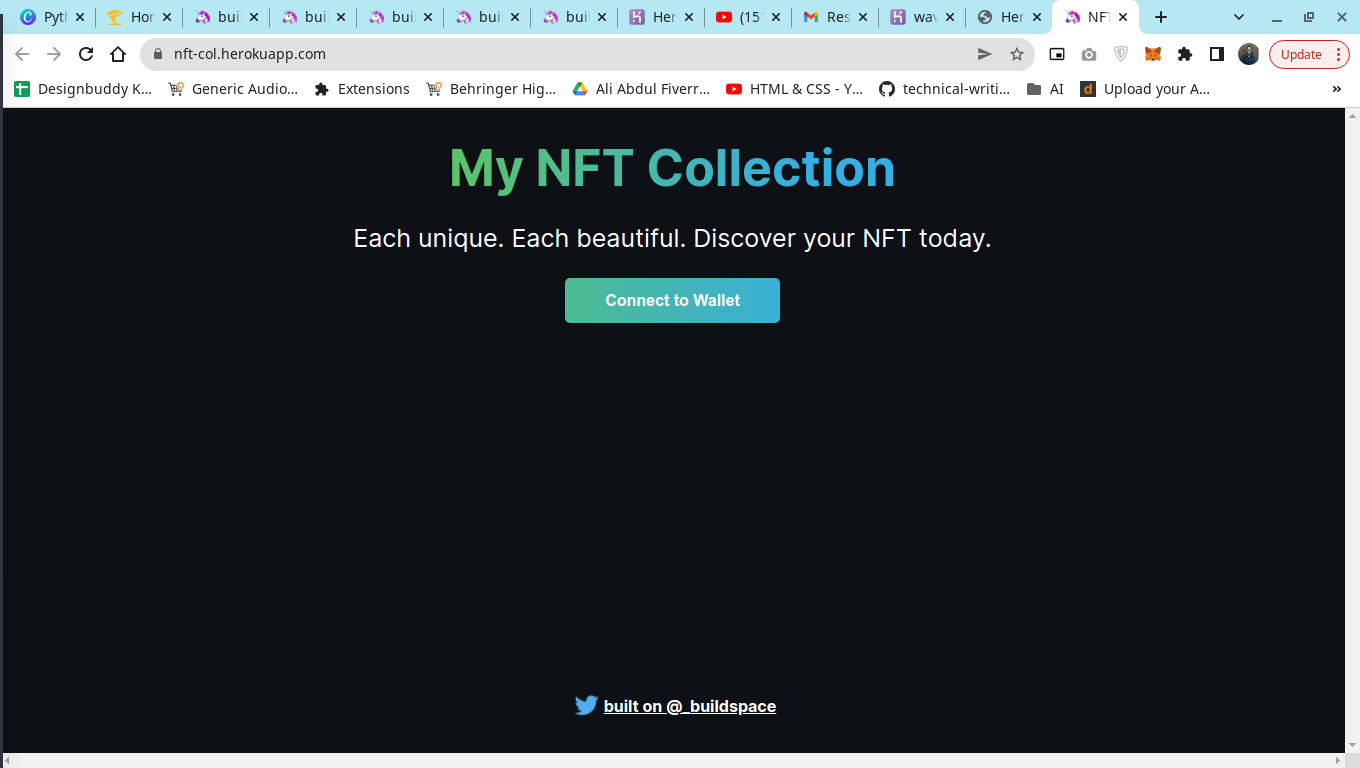 Pyt
Hor
buil
buil
buil
buil
buil
Her
(15
Res
wav
Her
NFT
nft-col.herokuapp.com
Update
Designbuddy K...
Generic Audio...
Extensions
Behringer Hig...
Ali Abdul Fiverr...
HTML & CSS - Y...
technical-writi...
AI
Upload your A...
My NFT Collection
Each unique. Each beautiful. Discover your NFT today.
Connect to Wallet
built on @_buildspace